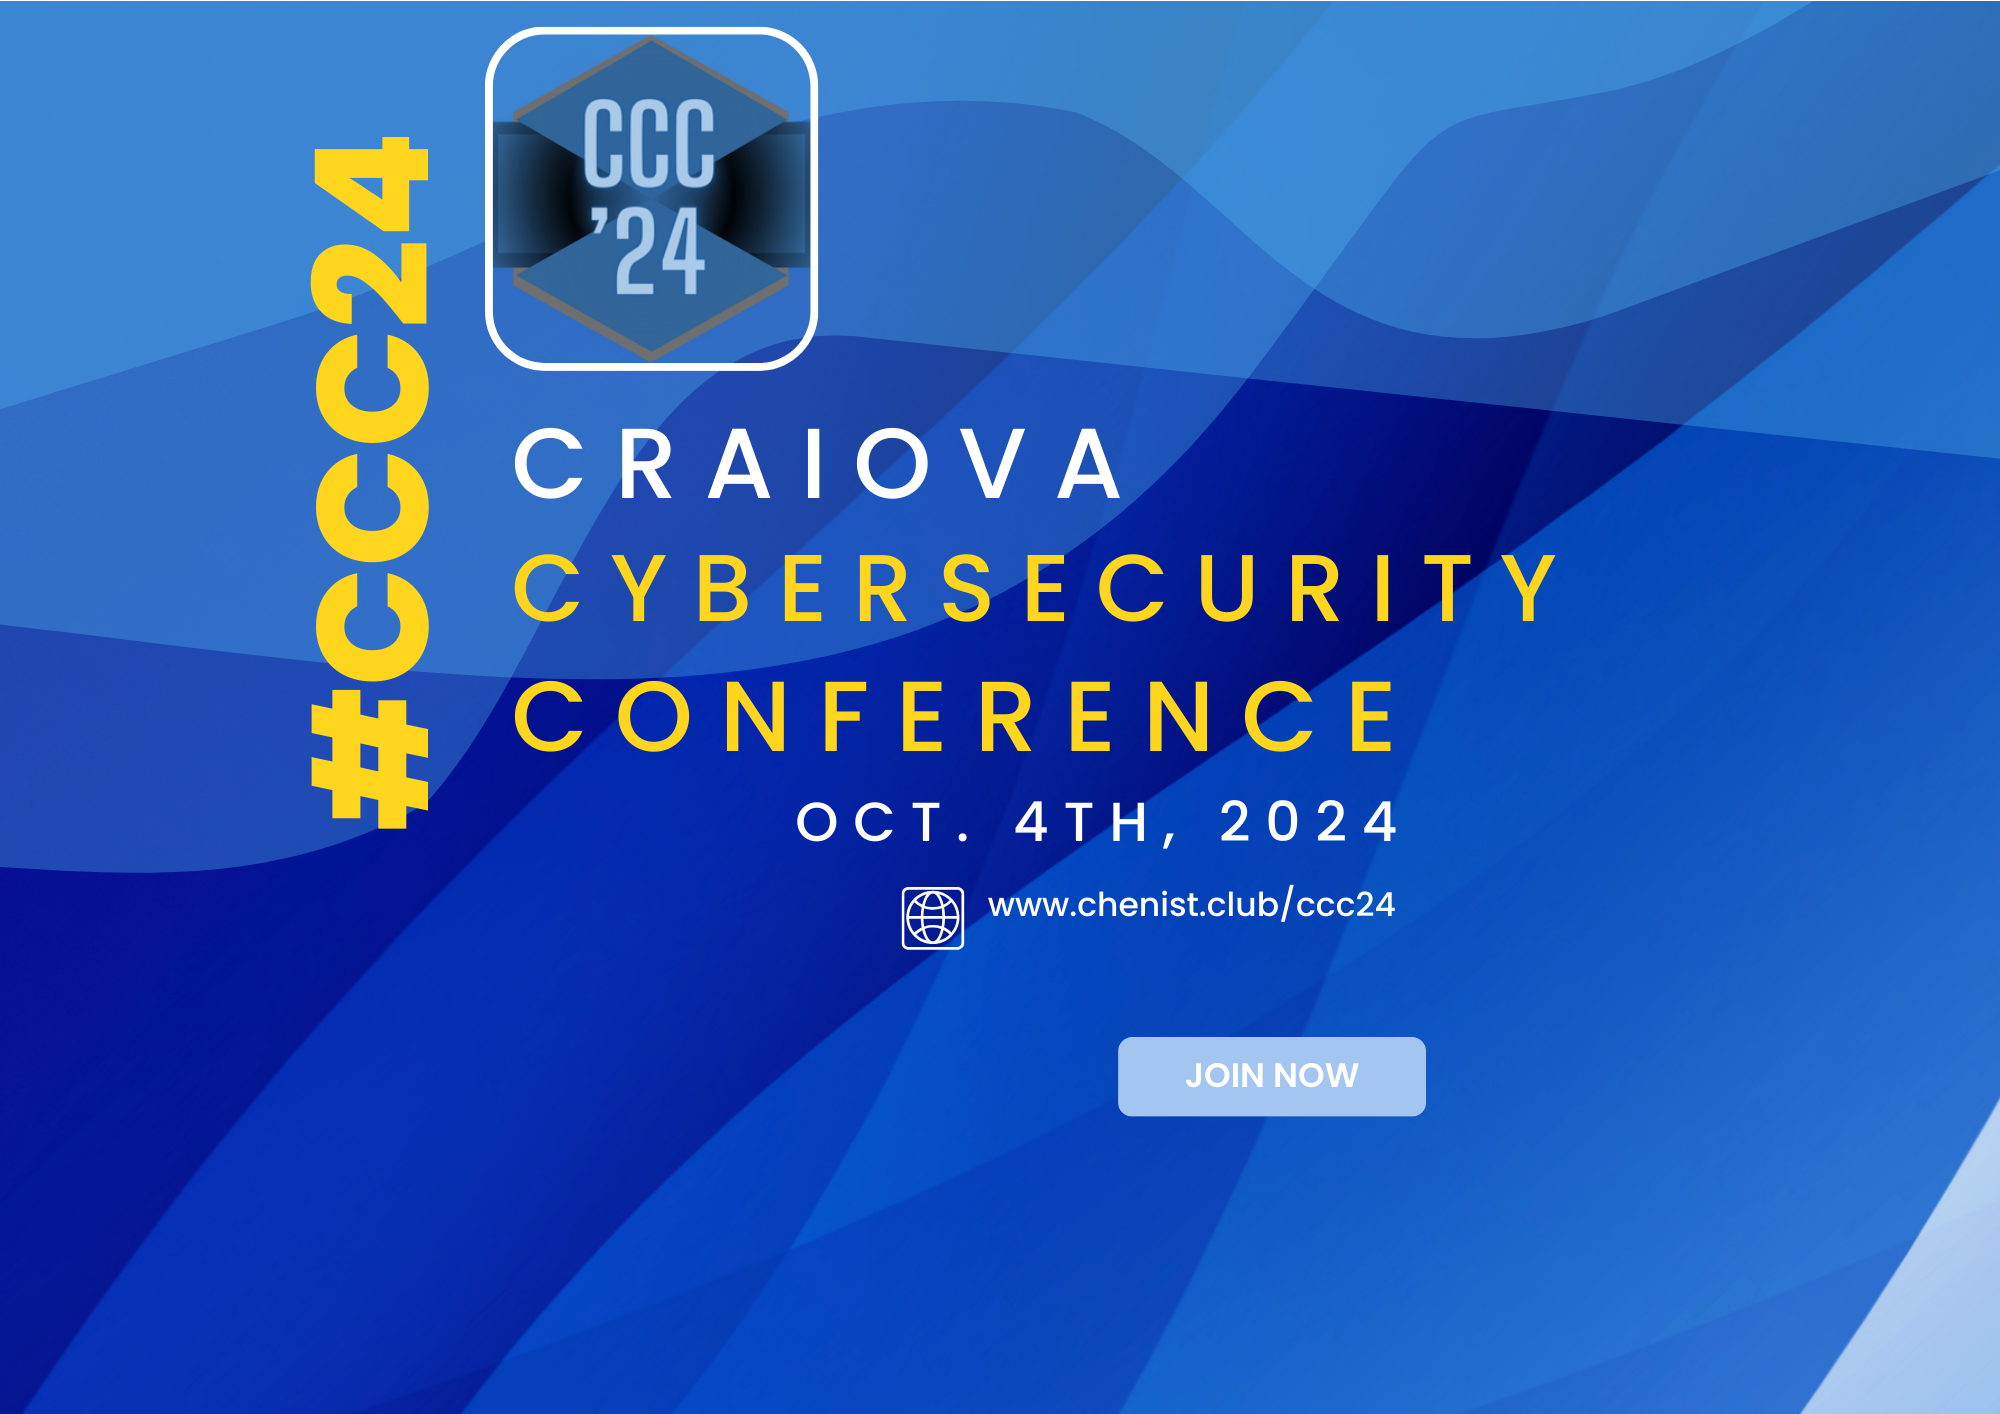 #CCC24
CCC
'24
CRAIOVA
CYBERSECURITY
CONFERENCE
OCT. 4TH, 2024
www.chenist.club/ccc24
JOIN NOW